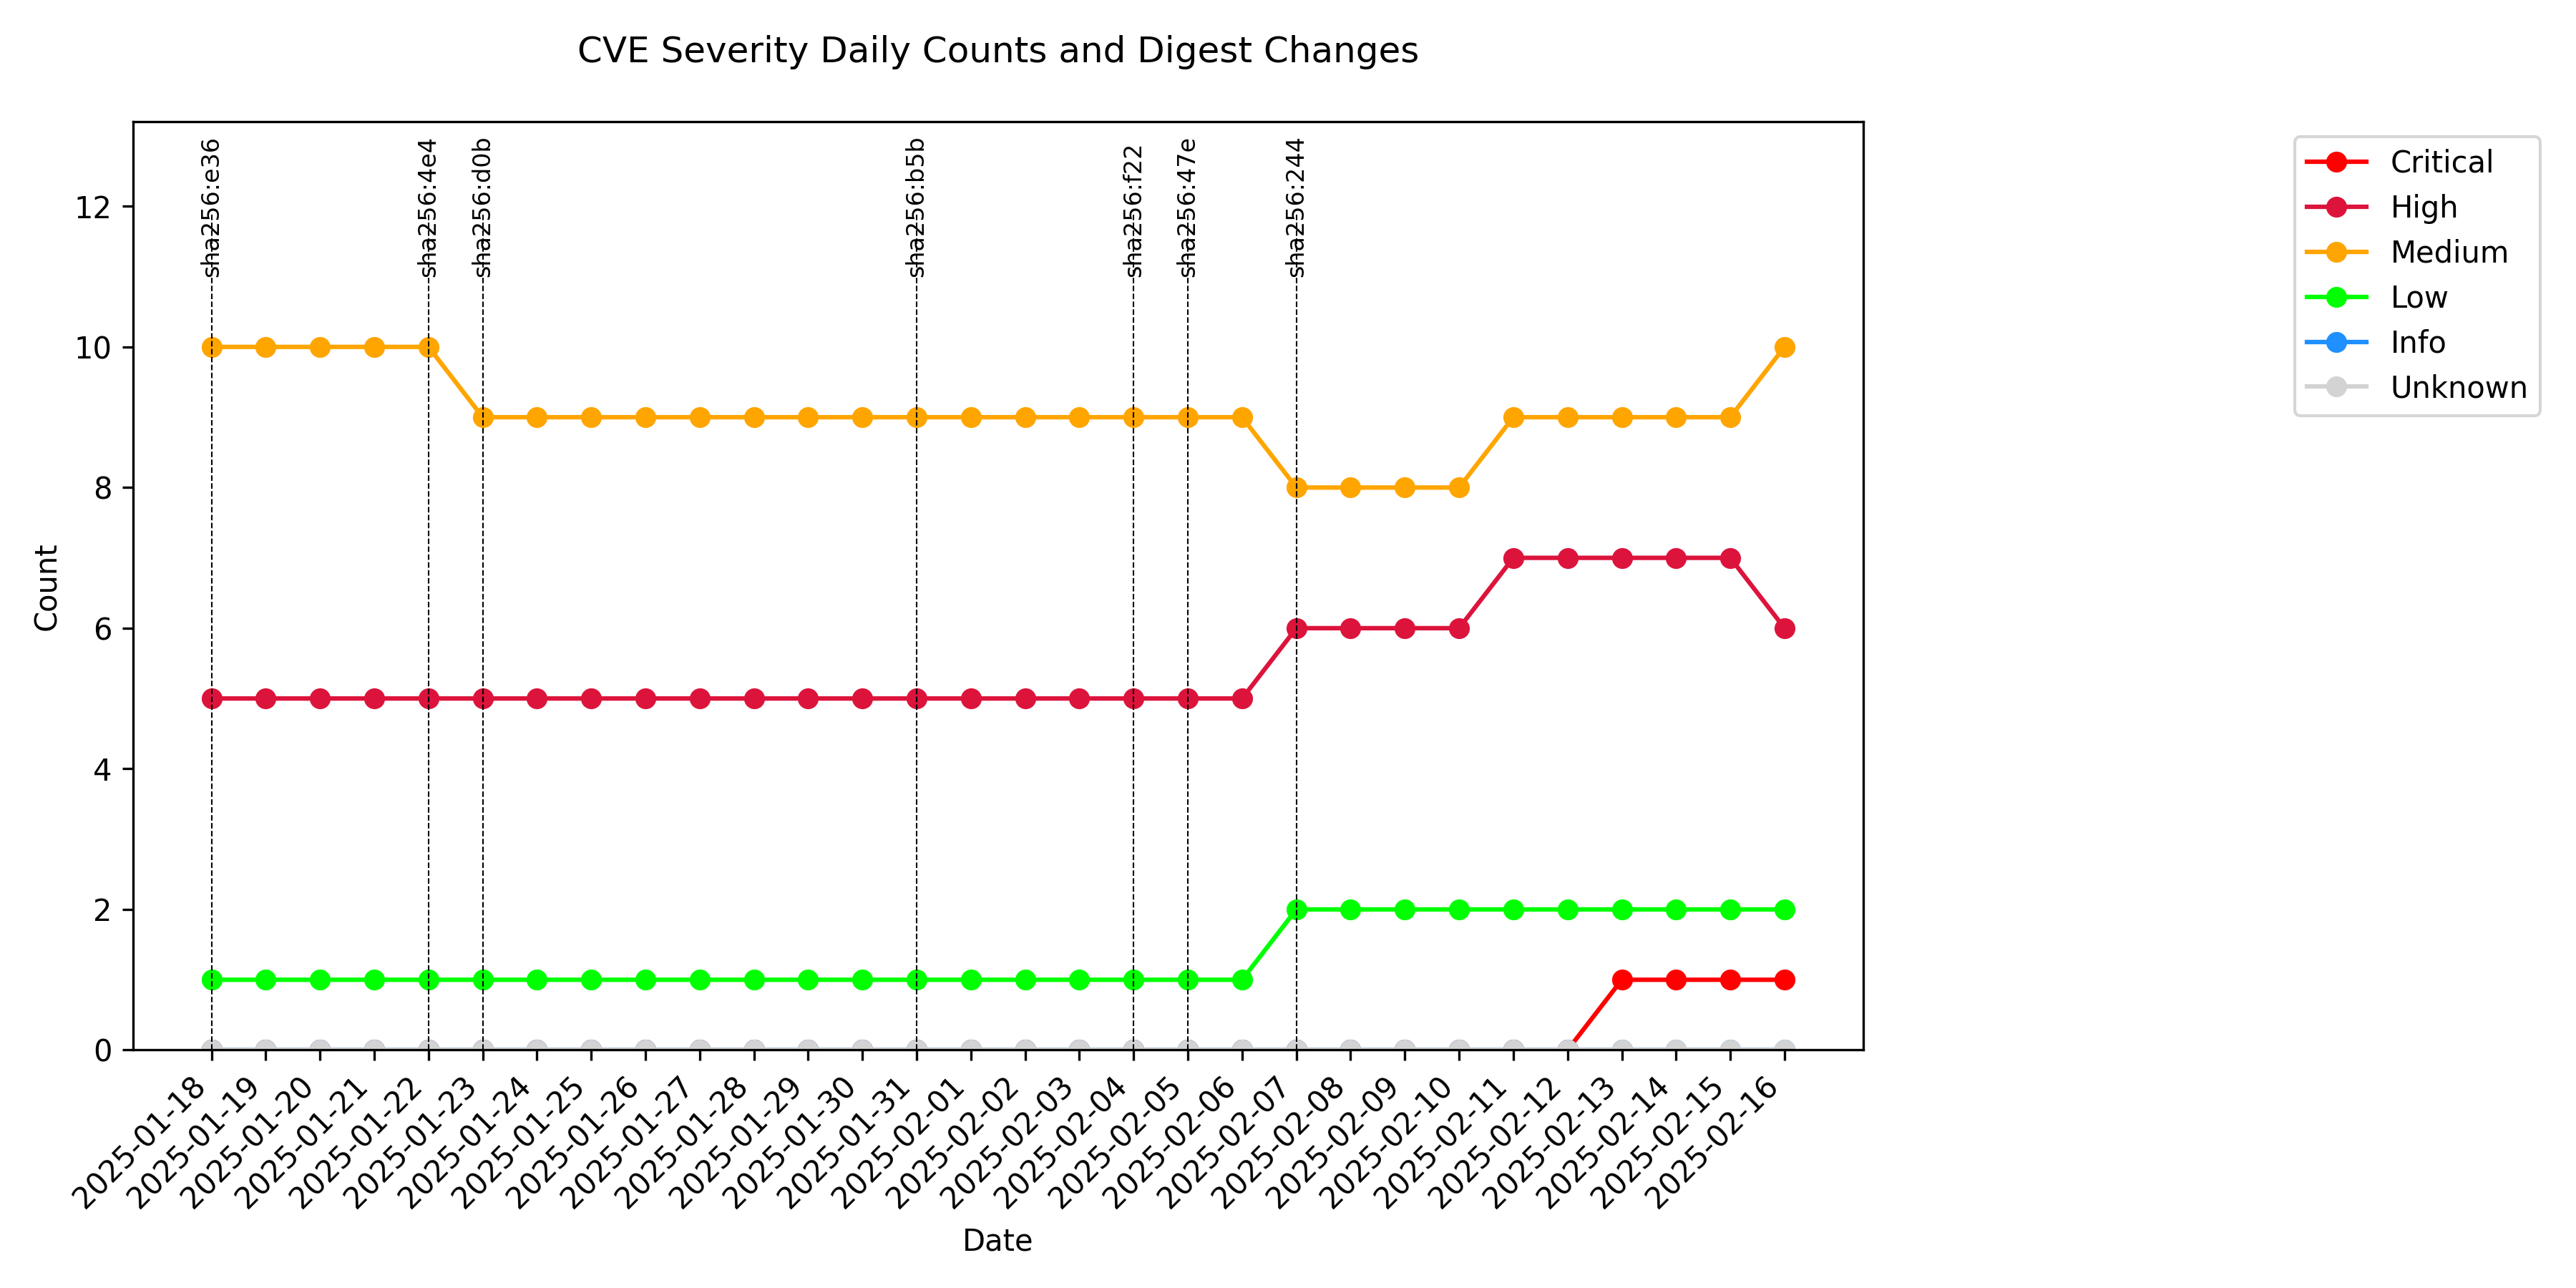 CVE Severity Daily Counts and Digest Changes
sha256:e36
sha256:4e4
sha256:d0b
sha256:b5b
sha256:f22
sha256:47e
sha256:244
Critical
High
Medium
Low
Info
Unknown
Count
12
10
8
6
4
2
0
2025-01-18
2025-01-19
2025-01-20
2025-01-21
2025-01-22
2025-01-23
2025-01-24
2025-01-25
2025-01-26
2025-01-27
2025-01-28
2025-01-29
2025-01-30
2025-01-31
2025-02-01
2025-02-02
2025-02-03
2025-02-04
2025-02-05
2025-02-06
2025-02-07
2025-02-08
2025-02-09
2025-02-10
2025-02-11
2025-02-12
2025-02-13
2025-02-14
2025-02-15
2025-02-16
Date